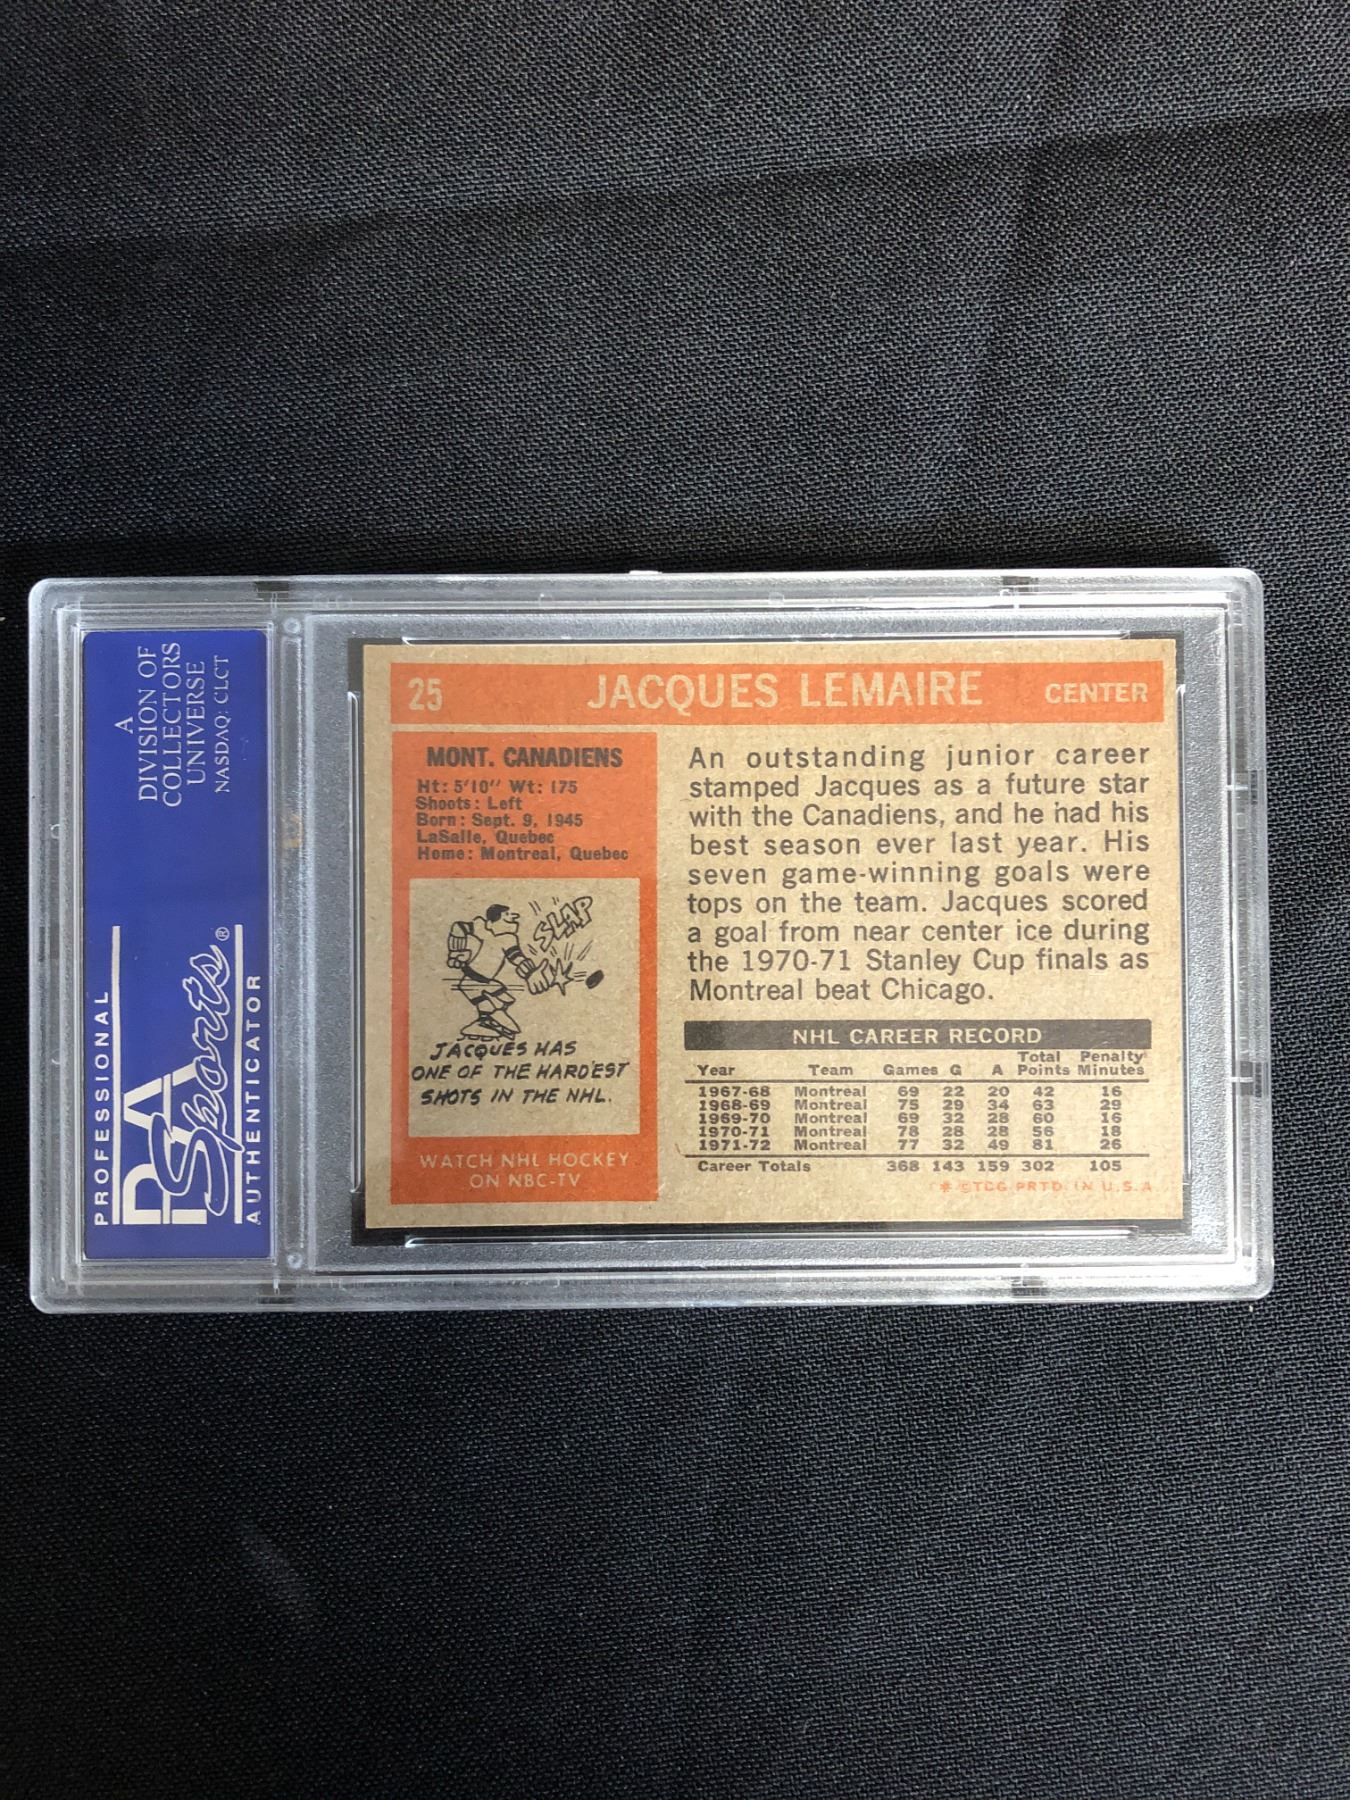 A
DIVISION OF
COLLECTORS
UNIVERSE
NASDAQ: CLCT
PROFESSIONAL
PSA
Sports®
AUTHENTICATOR
25 JACQUES LEMAIRE CENTER
MONT. CANADIENS
Ht: 5'10" Wt: 175
Shoots: Left
Born: Sept. 9, 1945
LaSalle, Quebec
Home: Montreal, Quebec
SLAP
JACQUES HAS
ONE OF THE HARDEST
SHOTS IN THE NHL.
WATCH NHL HOCKEY
ON NBC-TV
An outstanding junior career
stamped Jacques as a future star
with the Canadiens, and he had his
best season ever last year. His
seven game-winning goals were
tops on the team. Jacques scored
a goal from near center ice during
the 1970-71 Stanley Cup finals as
Montreal beat Chicago.
NHL CAREER RECORD
Total Penalty
Year Team Games G A Points Minutes
1967-68 Montreal 69 22 20 42 16
1968-69 Montreal 75 29 34 63 29
1969-70 Montreal 69 32 28 60 16
1970-71 Montreal 78 28 28 56 18
1971-72 Montreal 77 32 49 81 26
Career Totals 368 143 159 302 105
* ©TCG PRTD. IN U.S.A.